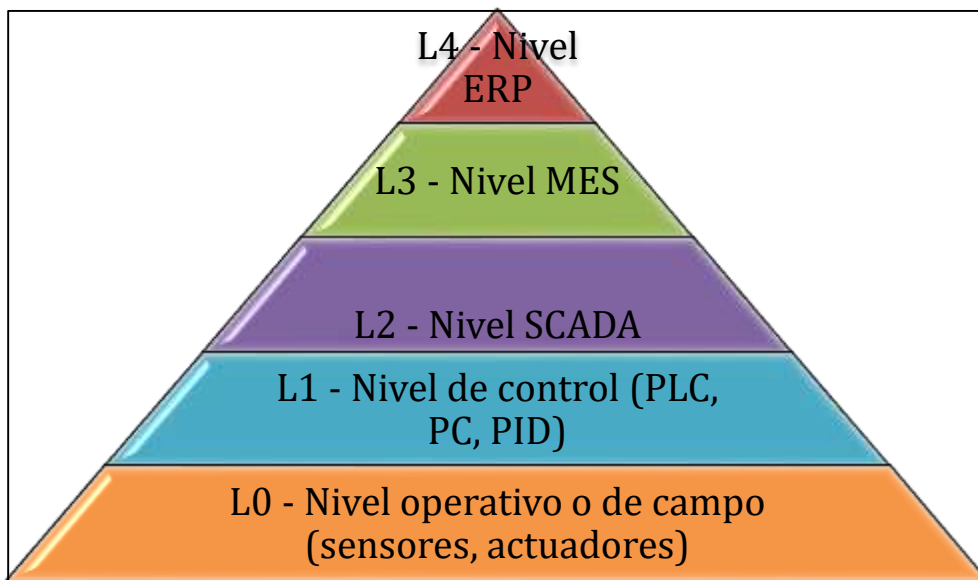 L4 - Nivel
ERP
L3 - Nivel MES
L2 - Nivel SCADA
L1 - Nivel de control (PLC,
PC, PID)
L0 - Nivel operativo o de campo
(sensores, actuadores)